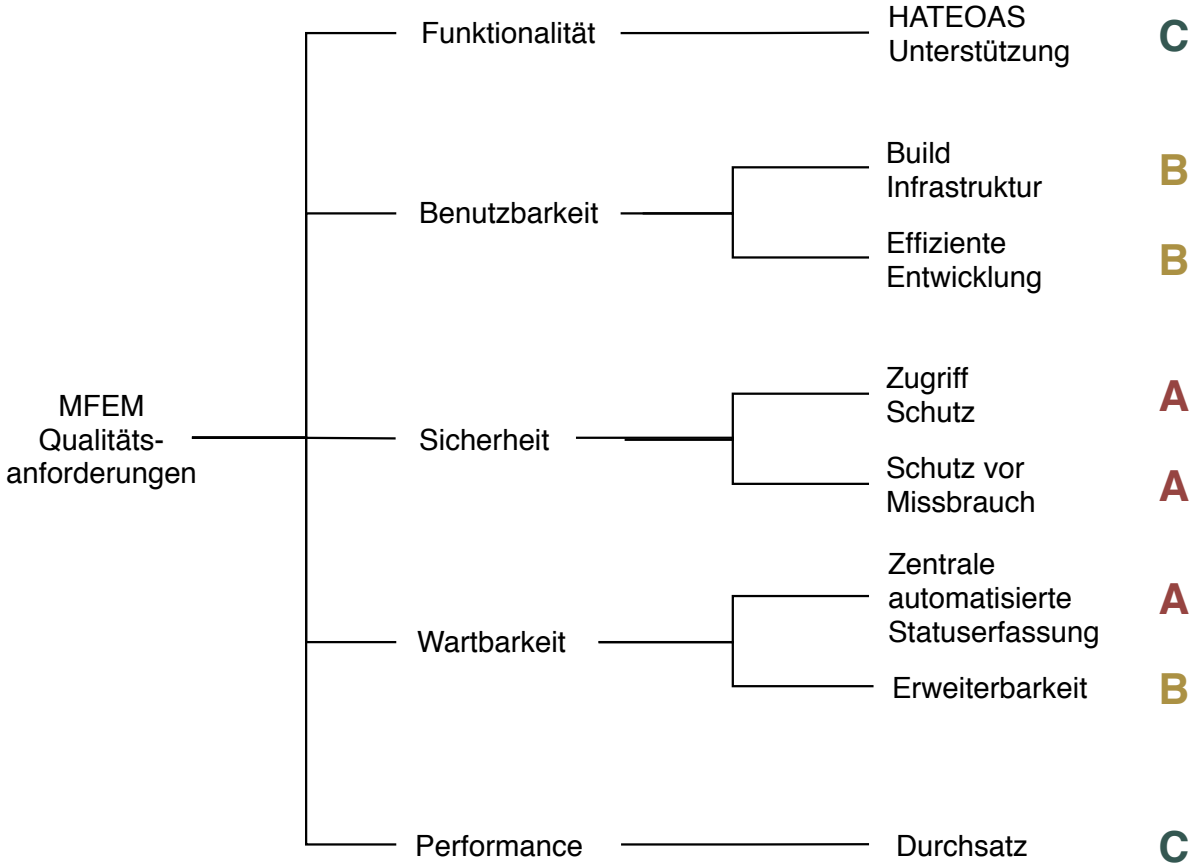 MFEM
Qualitäts-
anforderungen
Funktionalität
HATEOAS
Unterstützung
C
Benutzbarkeit
Build
Infrastruktur
B
Effiziente
Entwicklung
B
Sicherheit
Zugriff
Schutz
A
Schutz vor
Missbrauch
A
Wartbarkeit
Zentrale
automatisierte
Statuserfassung
A
Erweiterbarkeit
B
Performance
Durchsatz
C